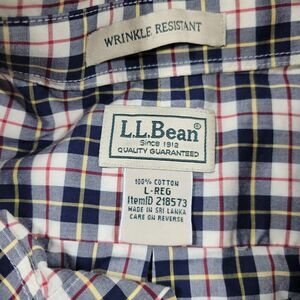 WRINKLE RESISTANT
L.L.Bean®
Since 1912
QUALITY GUARANTEED
100% COTTON
L-REG
ItemID 218573
MADE IN SRI LANKA
CARE ON REVERSE